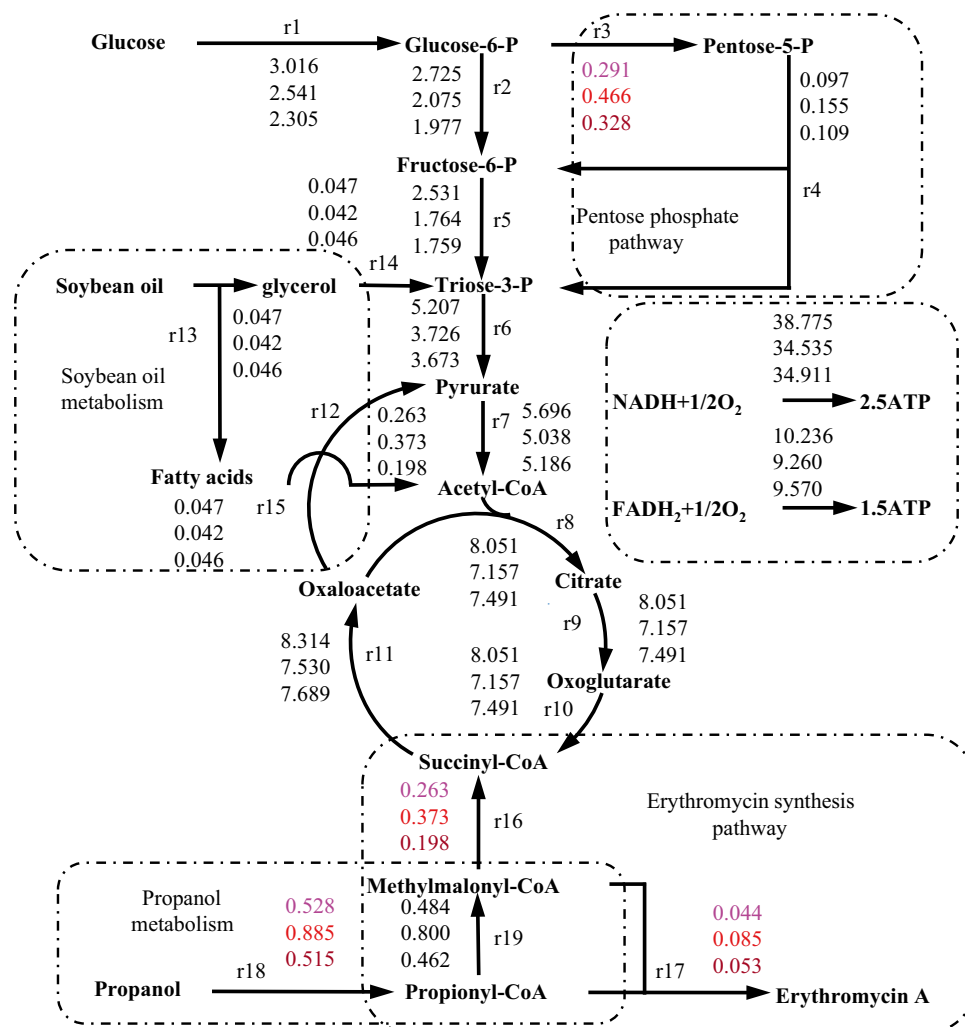 Glucose
r1
3.016
2.541
2.305
Glucose-6-P
r3
0.291
0.466
0.328
Pentose-5-P
0.097
0.155
0.109
2.725
2.075
1.977
r2
Fructose-6-P
r4
Pentose phosphate
pathway
0.047
0.042
0.046
2.531
1.764
1.759
r5
Soybean oil
glycerol
r14
Triose-3-P
r13
0.047
0.042
0.046
Soybean oil
metabolism
5.207
3.726
3.673
r6
38.775
34.535
34.911
NADH+1/2O₂
2.5ATP
10.236
9.260
9.570
FADH₂+1/2O₂
1.5ATP
Pyrurate
r12
0.263
0.373
0.198
r7
5.696
5.038
5.186
Fatty acids
0.047
0.042
0.046
r15
Acetyl-CoA
r8
Oxaloacetate
8.051
7.157
7.491
Citrate
r9
8.051
7.157
7.491
8.314
7.530
7.689
r11
8.051
7.157
7.491
Oxoglutarate
r10
Succinyl-CoA
0.263
0.373
0.198
r16
Erythromycin synthesis
pathway
Methylmalonyl-CoA
Propanol
metabolism
0.528
0.885
0.515
0.484
0.800
0.462
r19
0.044
0.085
0.053
r18
r17
Propanol
Propionyl-CoA
Erythromycin A